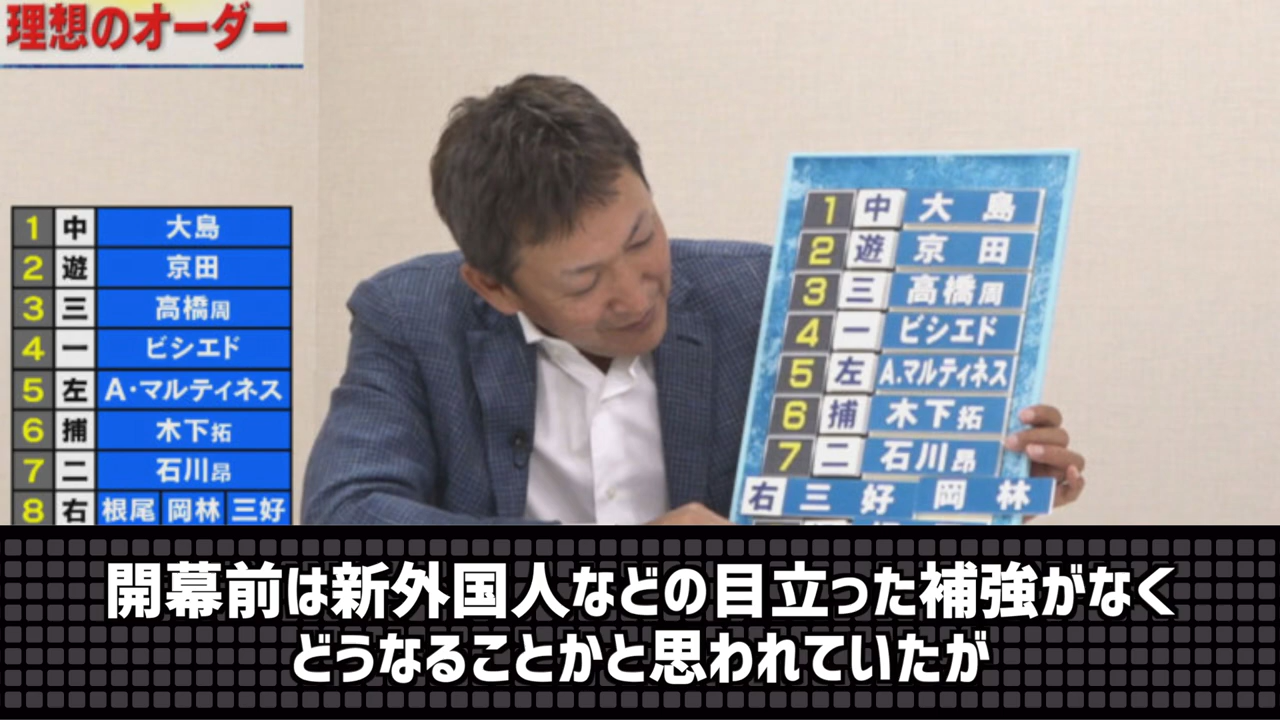 理想のオーダー
1 中 大島
2 遊 京田
3 三 高橋周
4 一 ビシエド
5 左 A・マルティネス
6 捕 木下拓
7 二 石川昂
8 右 根尾 岡林 三好
1 中 大島
2 遊 京田
3 三 高橋周
4 一 ビシエド
5 左 A.マルティネス
6 捕 木下拓
7 二 石川昂
右 三好 岡林
開幕前は新外国人などの目立った補強がなく
どうなることかと思われていたが